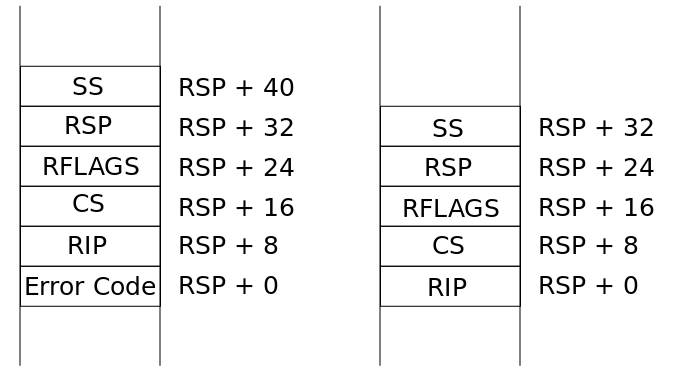 SS RSP + 40
RSP RSP + 32 SS RSP + 32
RFLAGS RSP + 24 RSP RSP + 24
CS RSP + 16 RFLAGS RSP + 16
RIP RSP + 8 CS RSP + 8
Error Code RSP + 0 RIP RSP + 0